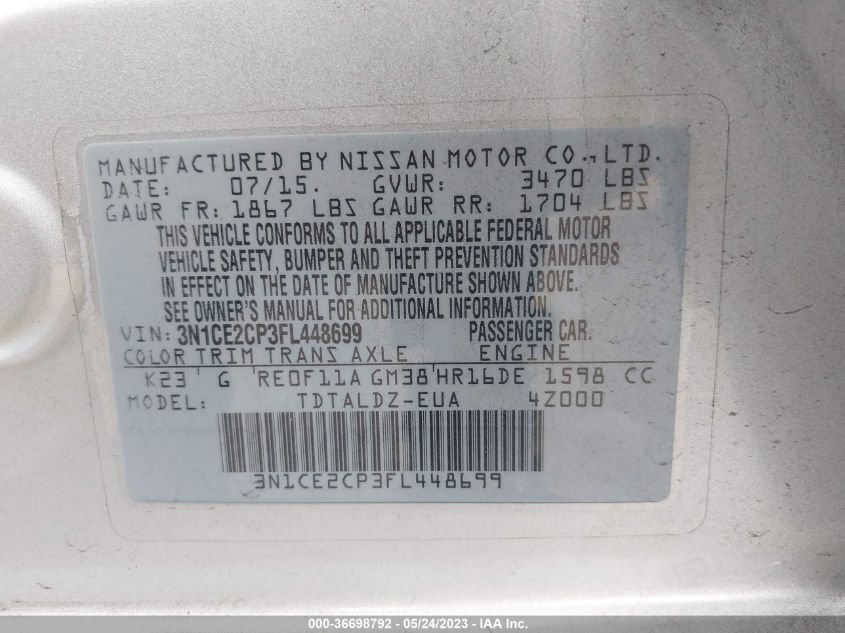 MANUFACTURED BY NISSAN MOTOR CO., LTD.
DATE: 07/15. GVWR: 3470 LBS
GAWR FR: 1867 LBS GAWR RR: 1704 LBS
THIS VEHICLE CONFORMS TO ALL APPLICABLE FEDERAL MOTOR
VEHICLE SAFETY, BUMPER AND THEFT PREVENTION STANDARDS
IN EFFECT ON THE DATE OF MANUFACTURE SHOWN ABOVE.
SEE OWNER'S MANUAL FOR ADDITIONAL INFORMATION.
VIN: 3N1CE2CP3FL448699 PASSENGER CAR.
COLOR TRIM TRANS AXLE ENGINE
K23 G RE0F11A GM38 HR16DE 1598 CC
MODEL: TDTALDZ-EUA 4Z000
3N1CE2CP3FL448699
000-36698792 - 05/24/2023 - IAA Inc.